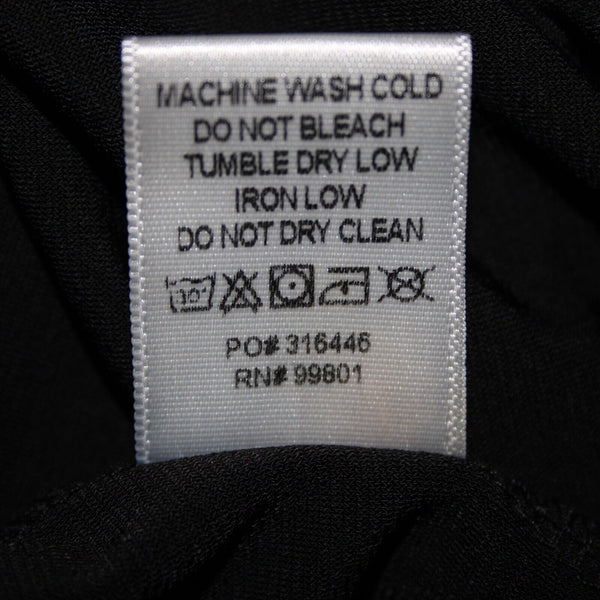 MACHINE WASH COLD
DO NOT BLEACH
TUMBLE DRY LOW
IRON LOW
DO NOT DRY CLEAN
30°
PO# 316446
RN# 99801